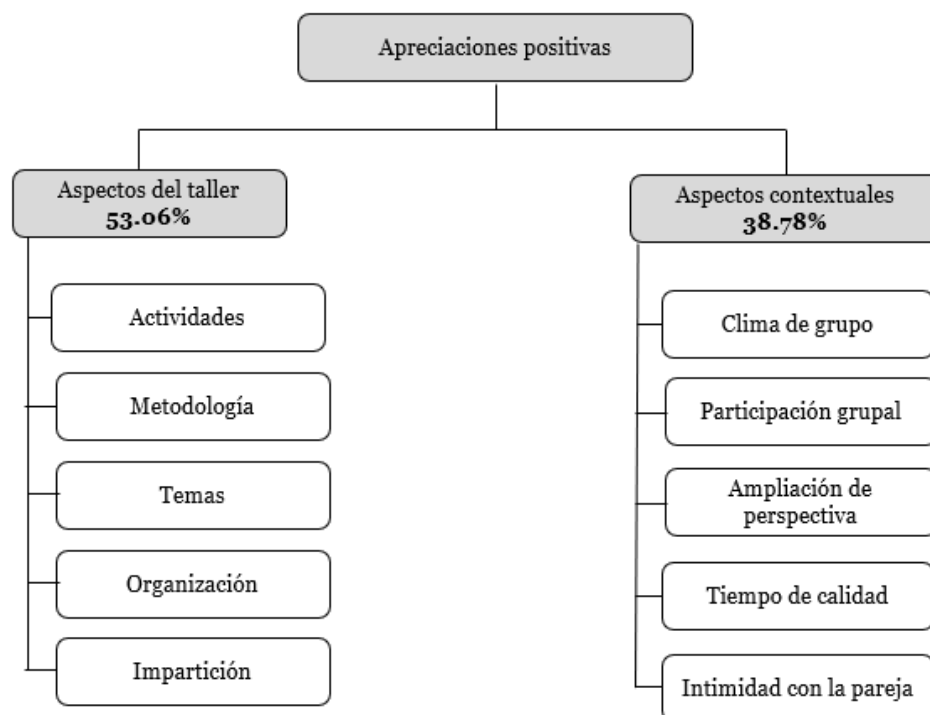 Apreciaciones positivas
Aspectos del taller
53.06%
Actividades
Metodología
Temas
Organización
Impartición
Aspectos contextuales
38.78%
Clima de grupo
Participación grupal
Ampliación de
perspectiva
Tiempo de calidad
Intimidad con la pareja